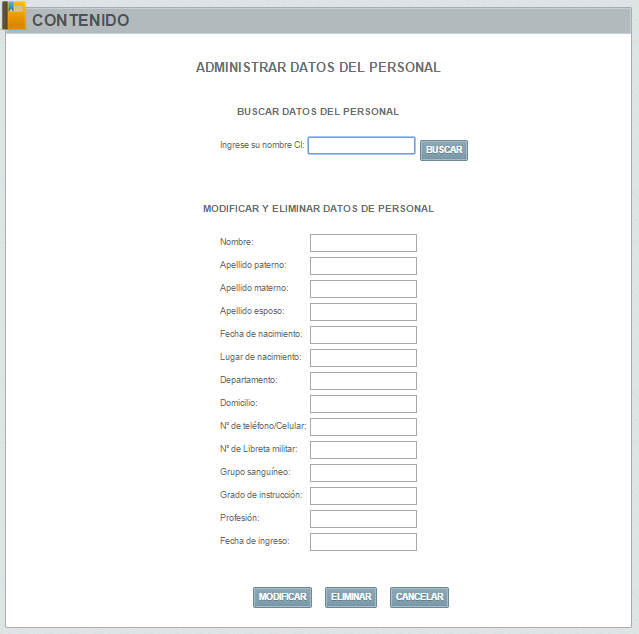 CONTENIDO
ADMINISTRAR DATOS DEL PERSONAL
BUSCAR DATOS DEL PERSONAL
Ingrese su nombre CI:
BUSCAR
MODIFICAR Y ELIMINAR DATOS DE PERSONAL
Nombre:
Apellido paterno:
Apellido materno:
Apellido esposo:
Fecha de nacimiento:
Lugar de nacimiento:
Departamento:
Domicilio:
N° de teléfono/Celular:
N° de Libreta militar:
Grupo sanguíneo:
Grado de instrucción:
Profesión:
Fecha de ingreso:
MODIFICAR ELIMINAR CANCELAR